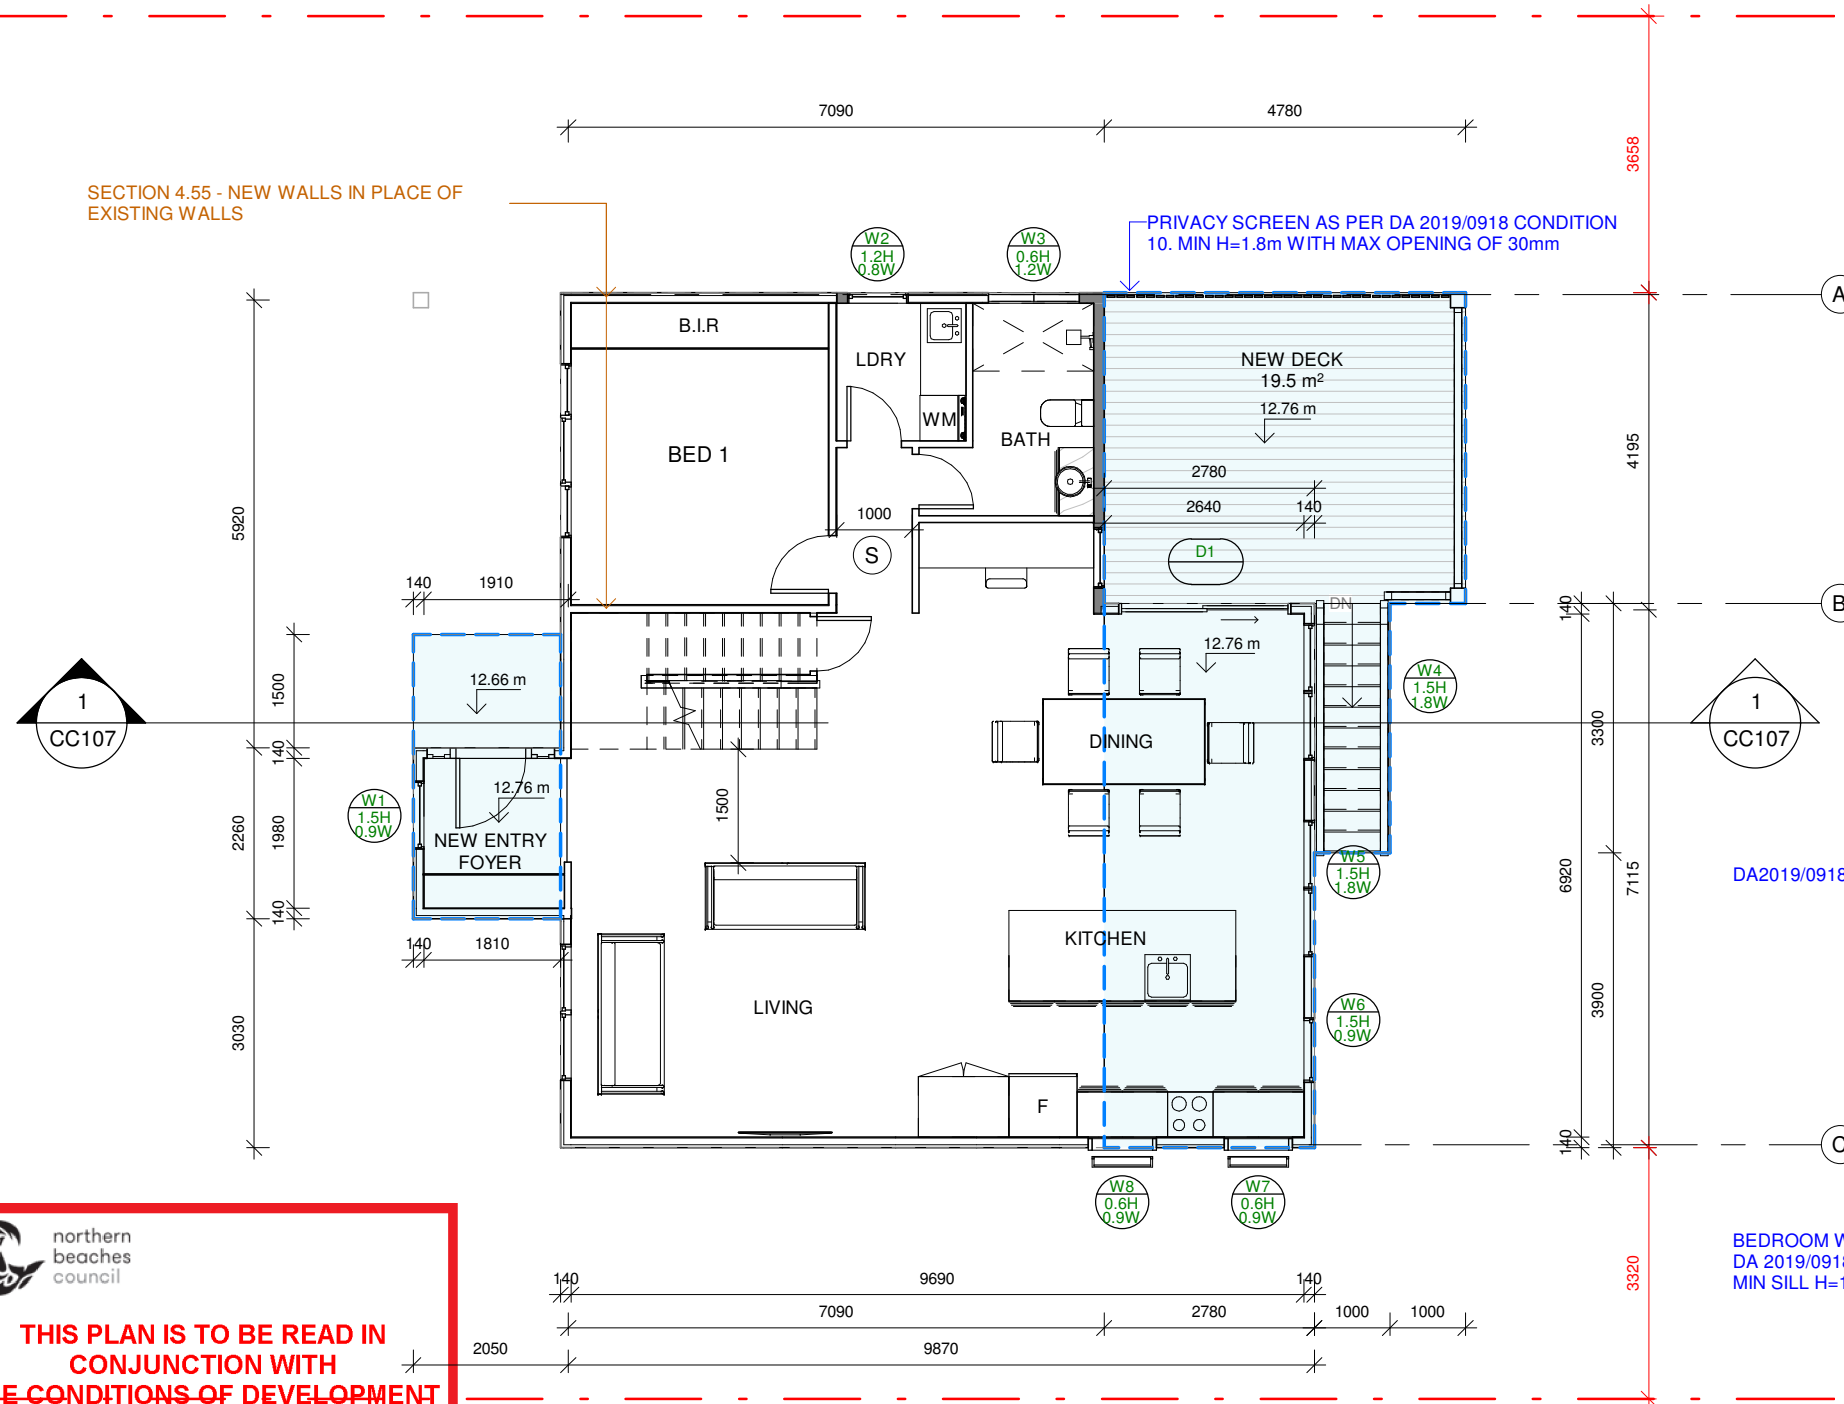 7090
4780
3658
SECTION 4.55 - NEW WALLS IN PLACE OF
EXISTING WALLS
PRIVACY SCREEN AS PER DA 2019/0918 CONDITION
10. MIN H=1.8m WITH MAX OPENING OF 30mm
W2
1.2H
0.8W
W3
0.6H
1.2W
A
B.I.R
LDRY
WM
BATH
BED 1
NEW DECK
19.5 m²
12.76 m
2780
2640
140
D1
4195
5920
1000
S
140
1910
DN
B
140
12.76 m
W4
1.5H
1.8W
12.66 m
1500
1
CC107
1
CC107
3300
DINING
140
12.76 m
W1
1.5H
0.9W
NEW ENTRY
FOYER
2260
1980
1500
W5
1.5H
1.8W
6920
7115
DA2019/0918
140
140
1810
KITCHEN
LIVING
3030
W6
1.5H
0.9W
3900
F
140
C
W8
0.6H
0.9W
W7
0.6H
0.9W
northern
beaches
council
BEDROOM
DA 2019/0918
MIN SILL H=1
3320
140
9690
140
7090
2780
1000
1000
2050
9870
THIS PLAN IS TO BE READ IN
CONJUNCTION WITH
E CONDITIONS OF DEVELOPMENT